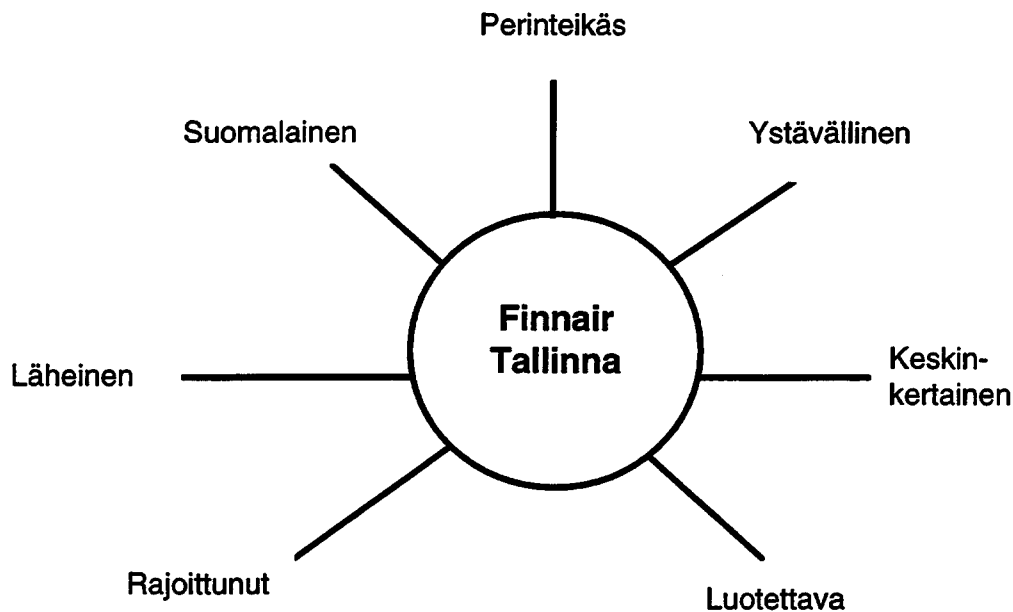 Perinteikäs
Suomalainen
Ystävällinen
Finnair
Tallinna
Läheinen
Keskin-
kertainen
Rajoittunut
Luotettava